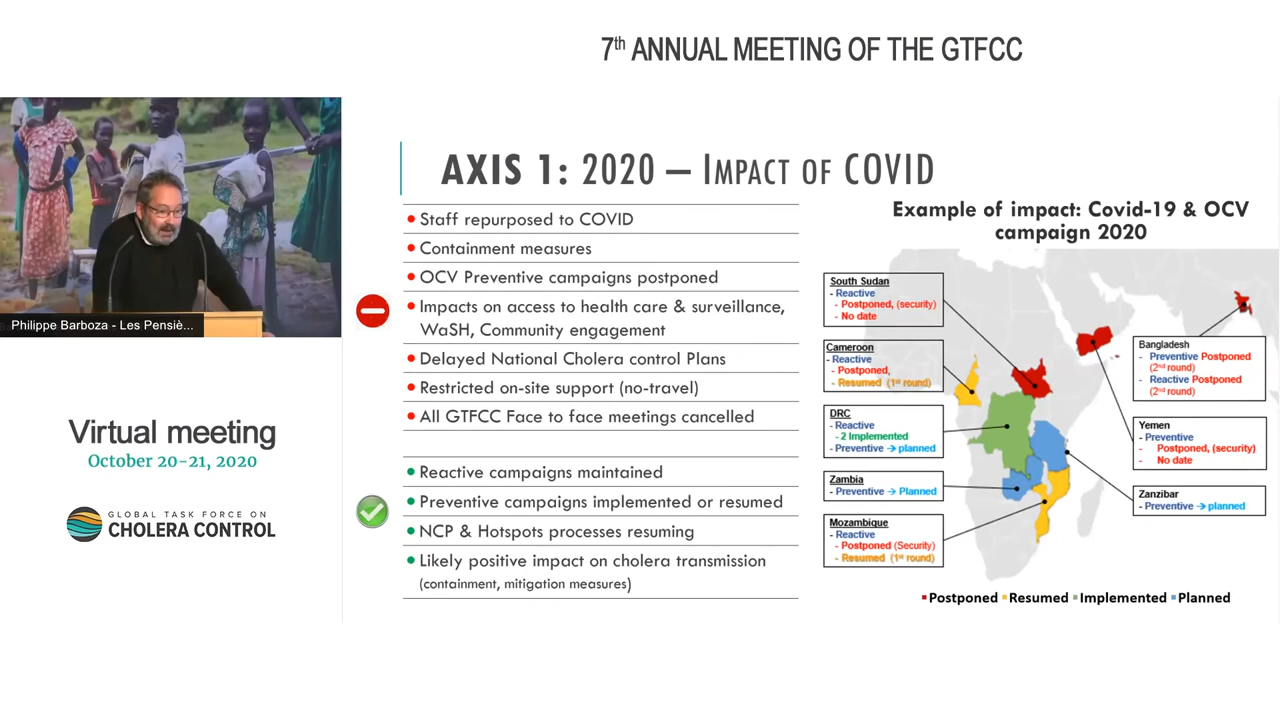 7th ANNUAL MEETING OF THE GTFCC
AXIS 1: 2020 – IMPACT OF COVID
Staff repurposed to COVID
Containment measures
OCV Preventive campaigns postponed
Impacts on access to health care & surveillance,
WaSH, Community engagement
Delayed National Cholera control Plans
Restricted on-site support (no-travel)
All GTFCC Face to face meetings cancelled
Reactive campaigns maintained
Preventive campaigns implemented or resumed
NCP & Hotspots processes resuming
Likely positive impact on cholera transmission
(containment, mitigation measures)
Example of impact: Covid-19 & OCV
campaign 2020
South Sudan
- Reactive
- Postponed, (security)
- No date
Cameroon
- Reactive
- Postponed,
- Resumed (1st round)
DRC
- Reactive
- 2 Implemented
- Preventive → planned
Zambia
- Preventive → Planned
Mozambique
- Reactive
- Postponed (Security)
- Resumed (1st round)
Bangladesh
- Preventive Postponed
(2nd round)
- Reactive Postponed
(2nd round)
Yemen
- Preventive
- Postponed, (security)
- No date
Zanzibar
- Preventive → planned
Postponed Resumed Implemented Planned
Philippe Barboza - Les Pensiè...
Virtual meeting
October 20-21, 2020
GLOBAL TASK FORCE ON
CHOLERA CONTROL